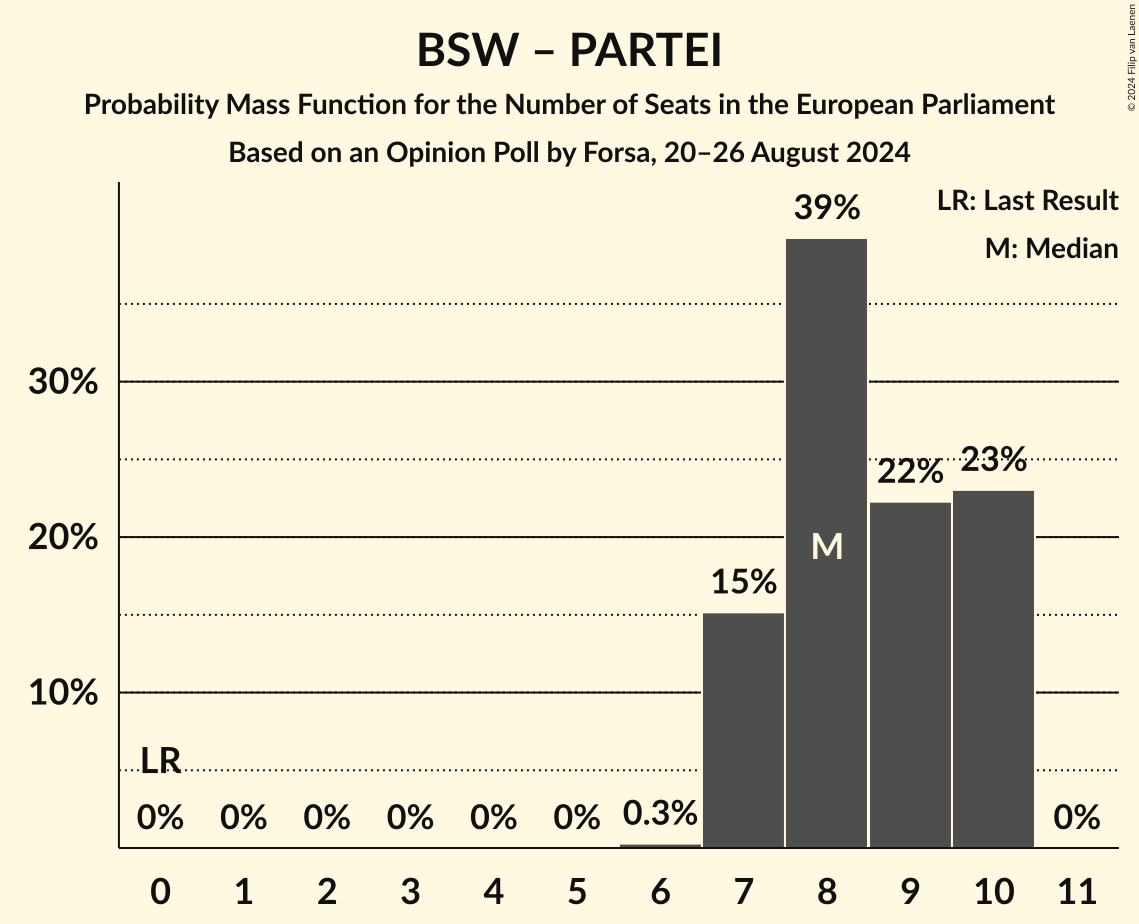 BSW – PARTEI
Probability Mass Function for the Number of Seats in the European Parliament
Based on an Opinion Poll by Forsa, 20–26 August 2024
© 2024 Filip van Laenen
LR: Last Result
M: Median
39%
30%
22% 23%
20%
M
15%
10%
LR
0% 0% 0% 0% 0% 0% 0.3% 0%
0 1 2 3 4 5 6 7 8 9 10 11